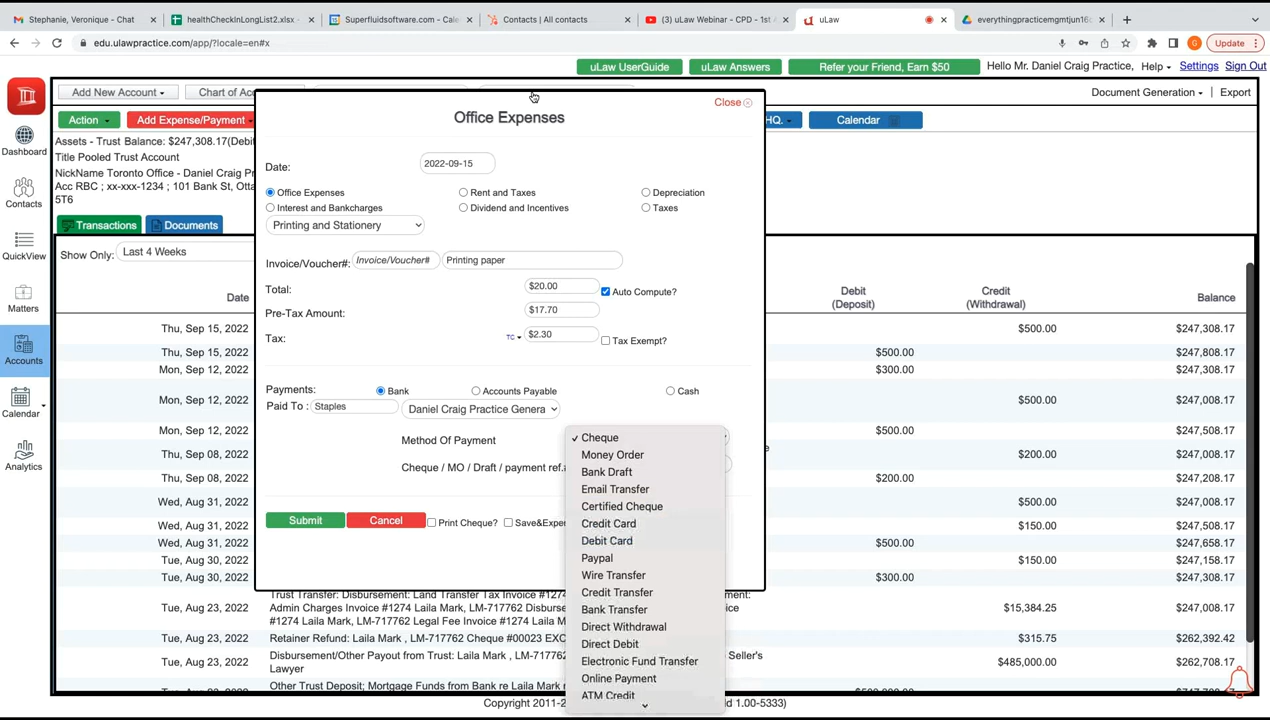 Stephanie, Veronique - Chat
healthCheckInLongList2.xlsx -
Superfluidsoftware.com - Cale
Contacts | All contacts
(3) uLaw Webinar - CPD - 1st A
uLaw
everythingpracticemgmtjun16c
edu.ulawpractice.com/app/?locale=en#x
G
Update
uLaw UserGuide
uLaw Answers
Refer your Friend, Earn $50
Hello Mr. Daniel Craig Practice,
Help
Settings
Sign Out
Add New Account
Chart of Acc
Close
Document Generation
Export
Office Expenses
Action
Add Expense/Payment
HQ.
Calendar
Assets - Trust Balance: $247,308.17(Debi
Title Pooled Trust Account
NickName Toronto Office - Daniel Craig Pr
Acc RBC ; xx-xxx-1234 ; 101 Bank St, Otta
5T6
Transactions
Documents
Show Only:
Last 4 Weeks
Dashboard
Contacts
QuickView
Matters
Accounts
Calendar
Analytics
Date:
2022-09-15
Office Expenses
Rent and Taxes
Depreciation
Interest and Bankcharges
Dividend and Incentives
Taxes
Printing and Stationery
Invoice/Voucher#:
Invoice/Voucher#
Printing paper
Total:
$20.00
Auto Compute?
Pre-Tax Amount:
$17.70
Tax:
TC
$2.30
Tax Exempt?
Payments:
Bank
Accounts Payable
Cash
Paid To :
Staples
Daniel Craig Practice Genera
Method Of Payment
Cheque / MO / Draft / payment ref.#
Submit
Cancel
Print Cheque?
Save&Exper
✓ Cheque
Money Order
Bank Draft
Email Transfer
Certified Cheque
Credit Card
Debit Card
Paypal
Wire Transfer
Credit Transfer
Bank Transfer
Direct Withdrawal
Direct Debit
Electronic Fund Transfer
Online Payment
ATM Credit
Date
Debit
(Deposit)
Credit
(Withdrawal)
Balance
Thu, Sep 15, 2022 $500.00 $247,308.17
Thu, Sep 15, 2022 $500.00 $247,808.17
Mon, Sep 12, 2022 $300.00 $247,308.17
Mon, Sep 12, 2022 $500.00 $247,008.17
Mon, Sep 12, 2022 $500.00 $247,508.17
Thu, Sep 08, 2022 $200.00 $247,008.17
Thu, Sep 08, 2022 $200.00 $247,208.17
Wed, Aug 31, 2022 $500.00 $247,008.17
Wed, Aug 31, 2022 $150.00 $247,508.17
Wed, Aug 31, 2022 $500.00 $247,658.17
Tue, Aug 30, 2022 $150.00 $247,158.17
Tue, Aug 30, 2022 $300.00 $247,308.17
Trust Transfer: Disbursement: Land Transfer Tax Invoice #1274
Tue, Aug 23, 2022 Admin Charges Invoice #1274 Laila Mark, LM-717762 Disburse $15,384.25 $247,008.17
#1274 Laila Mark, LM-717762 Legal Fee Invoice #1274 Laila Mar
Tue, Aug 23, 2022 Retainer Refund: Laila Mark , LM-717762 Cheque #00023 EXC $315.75 $262,392.42
Tue, Aug 23, 2022 Disbursement/Other Payout from Trust: Laila Mark , LM-7177 Seller's $485,000.00 $262,708.17
Lawyer
Tue, Aug 23, 2022 Other Trust Deposit; Mortgage Funds from Bank re Laila Mark
Copyright 2011-2
d 1.00-5333)